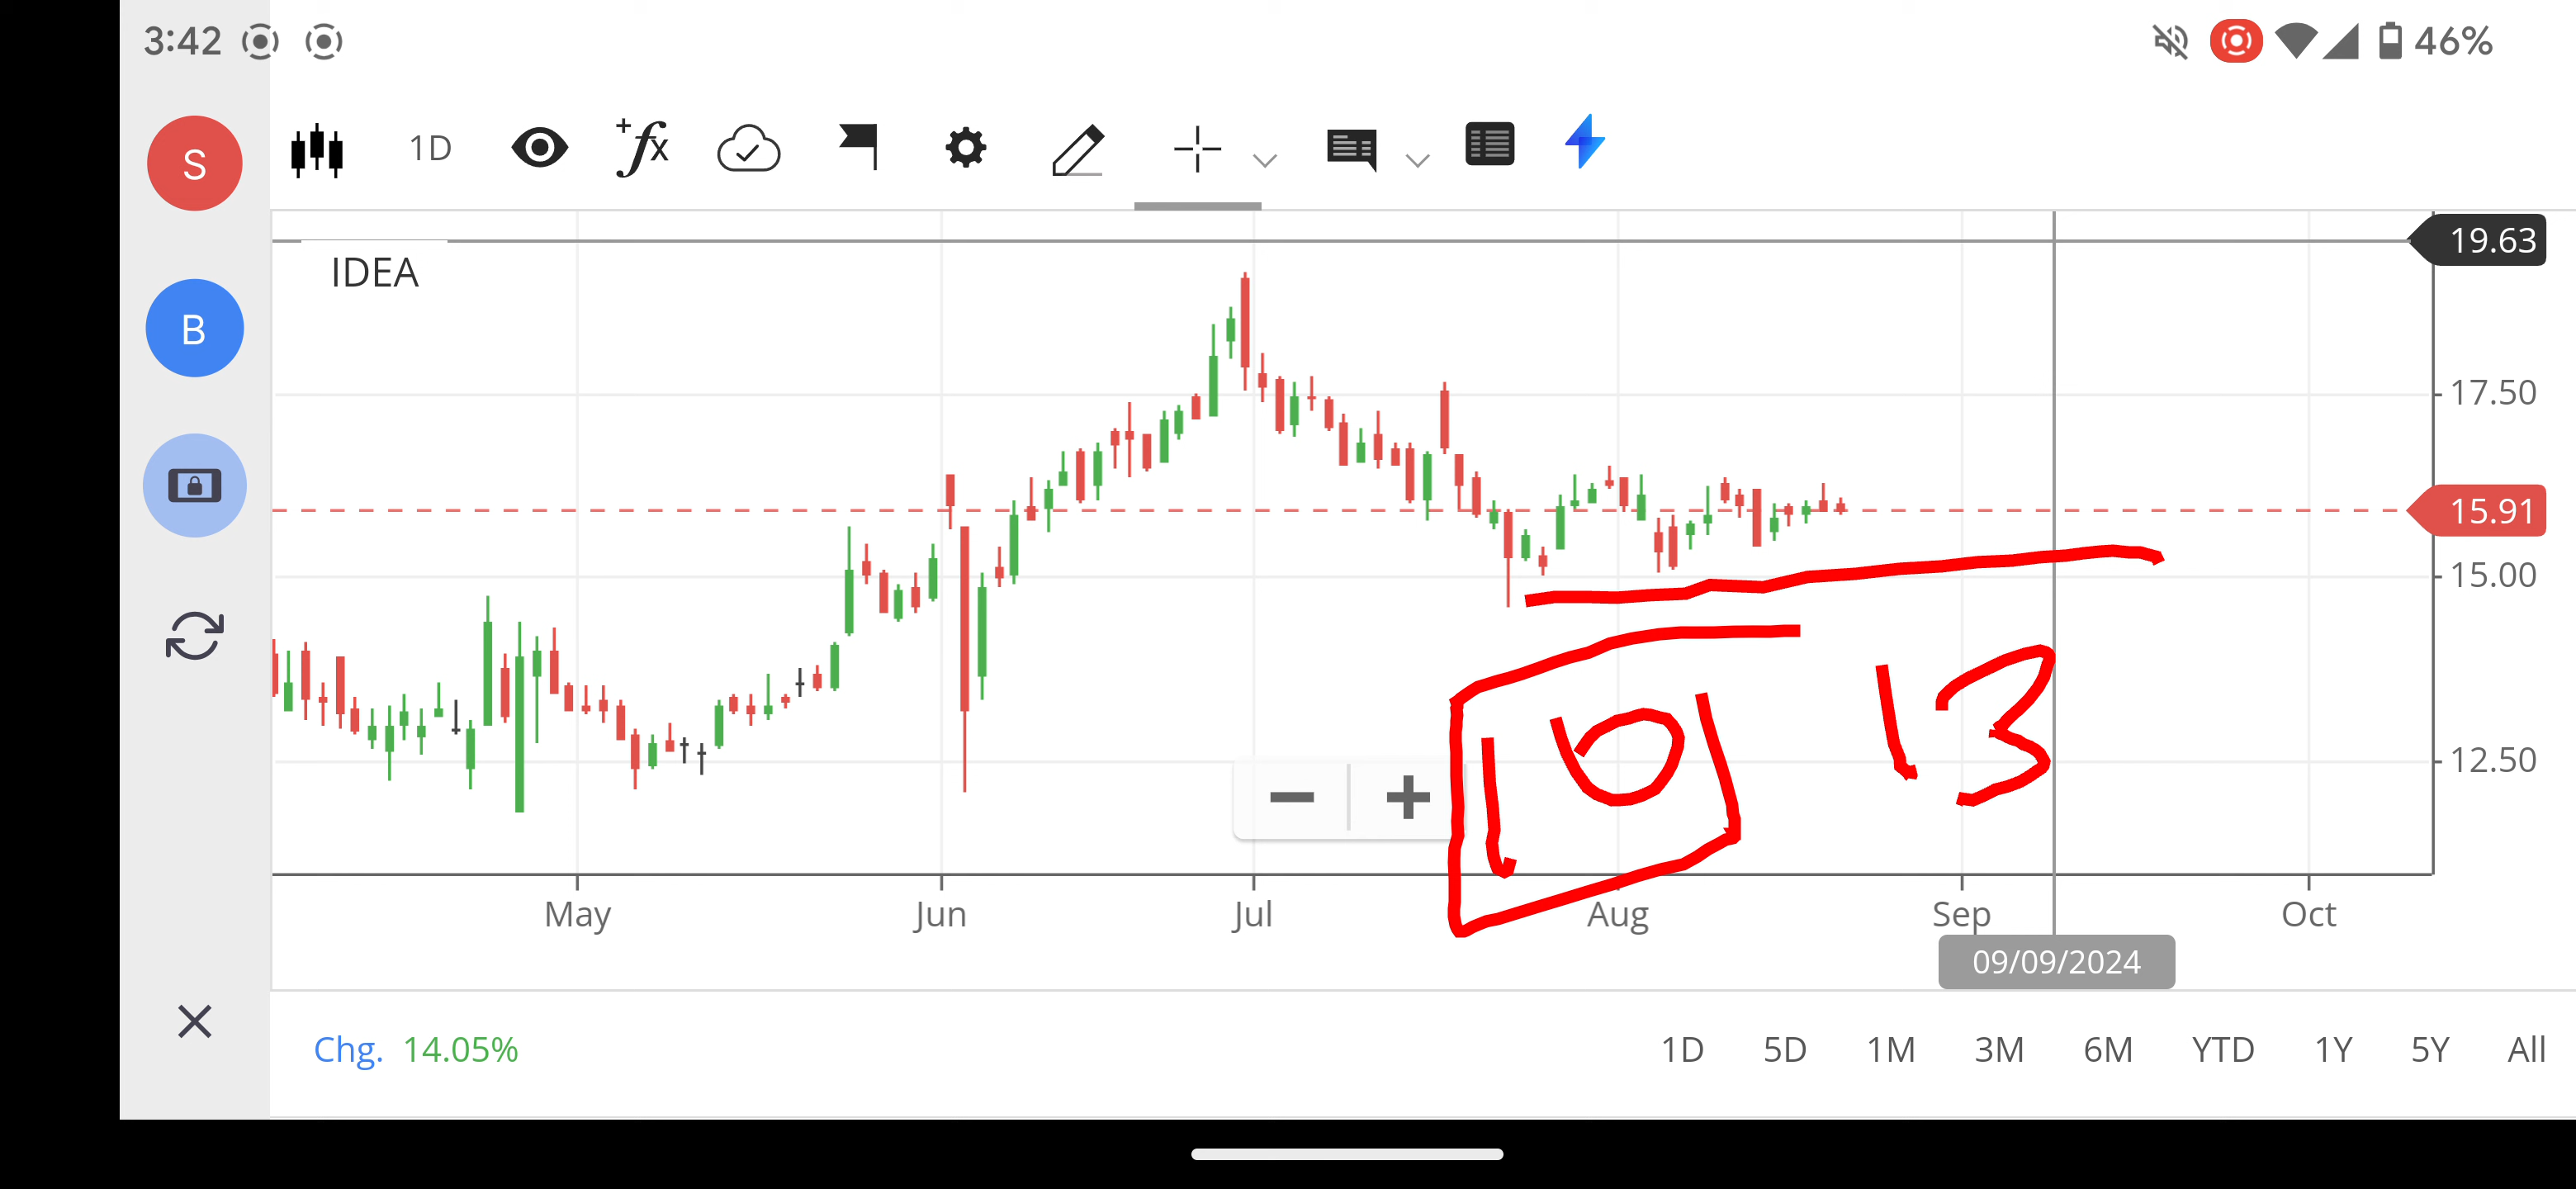 3:42 46%
S 1D +fx
19.63
IDEA
B
17.50
15.91
15.00
10 13
12.50
May Jun Jul Aug Sep Oct
09/09/2024
Chg. 14.05% 1D 5D 1M 3M 6M YTD 1Y 5Y All